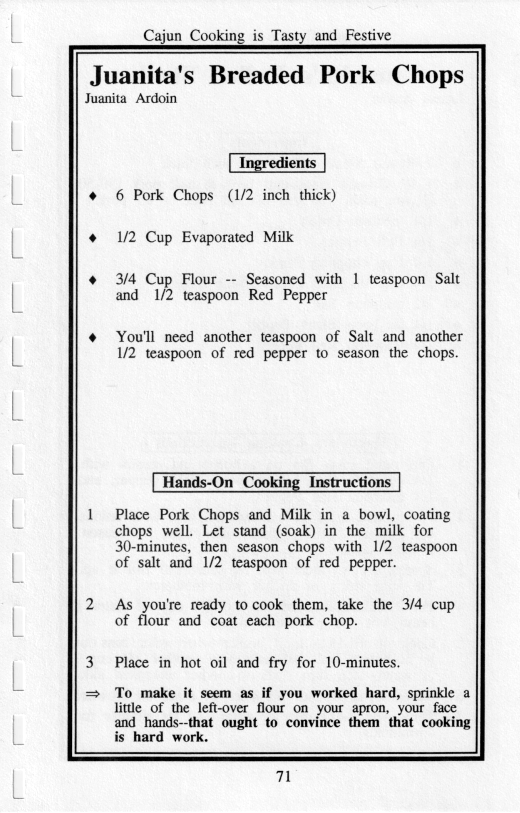 Cajun Cooking is Tasty and Festive
Juanita's Breaded Pork Chops
Juanita Ardoin
Ingredients
♦ 6 Pork Chops (1/2 inch thick)
♦ 1/2 Cup Evaporated Milk
♦ 3/4 Cup Flour -- Seasoned with 1 teaspoon Salt
and 1/2 teaspoon Red Pepper
♦ You'll need another teaspoon of Salt and another
1/2 teaspoon of red pepper to season the chops.
Hands-On Cooking Instructions
1 Place Pork Chops and Milk in a bowl, coating
chops well. Let stand (soak) in the milk for
30-minutes, then season chops with 1/2 teaspoon
of salt and 1/2 teaspoon of red pepper.
2 As you're ready to cook them, take the 3/4 cup
of flour and coat each pork chop.
3 Place in hot oil and fry for 10-minutes.
⇒ To make it seem as if you worked hard, sprinkle a
little of the left-over flour on your apron, your face
and hands--that ought to convince them that cooking
is hard work.
71